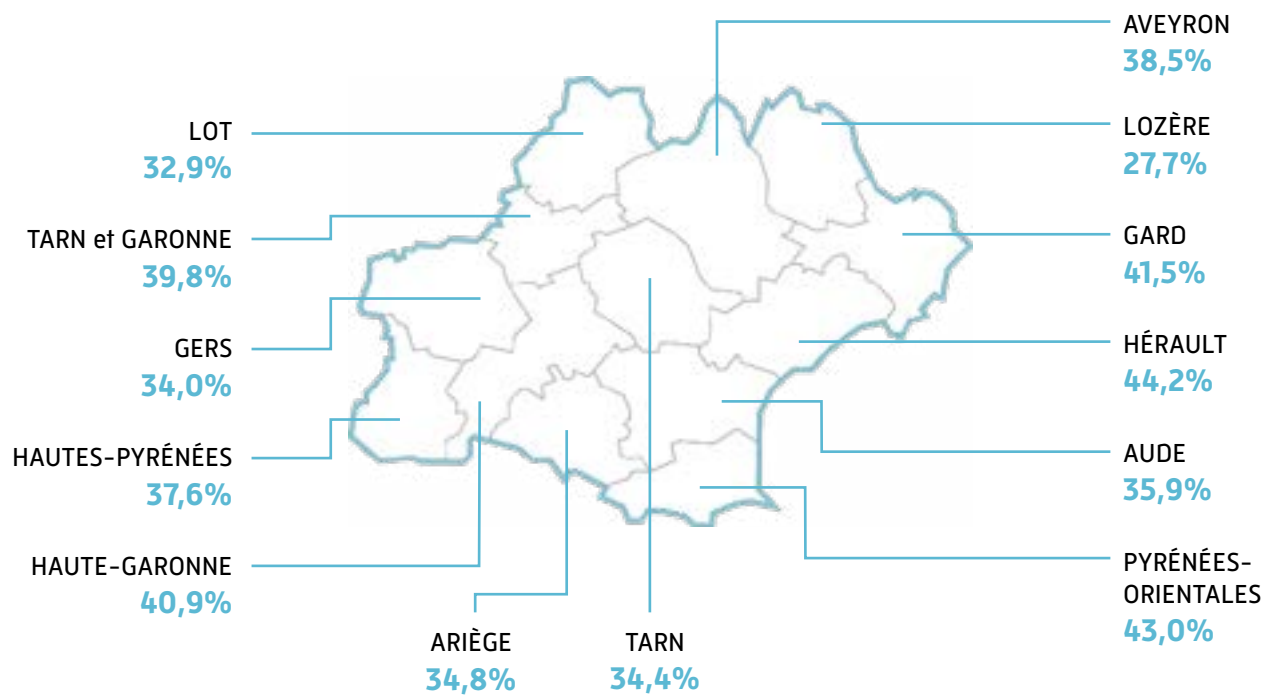 AVEYRON
38,5%
LOT
32,9%
LOZÈRE
27,7%
TARN et GARONNE
39,8%
GARD
41,5%
GERS
34,0%
HÉRAULT
44,2%
HAUTES-PYRÉNÉES
37,6%
AUDE
35,9%
HAUTE-GARONNE
40,9%
PYRÉNÉES-
ORIENTALES
43,0%
ARIÈGE
34,8%
TARN
34,4%